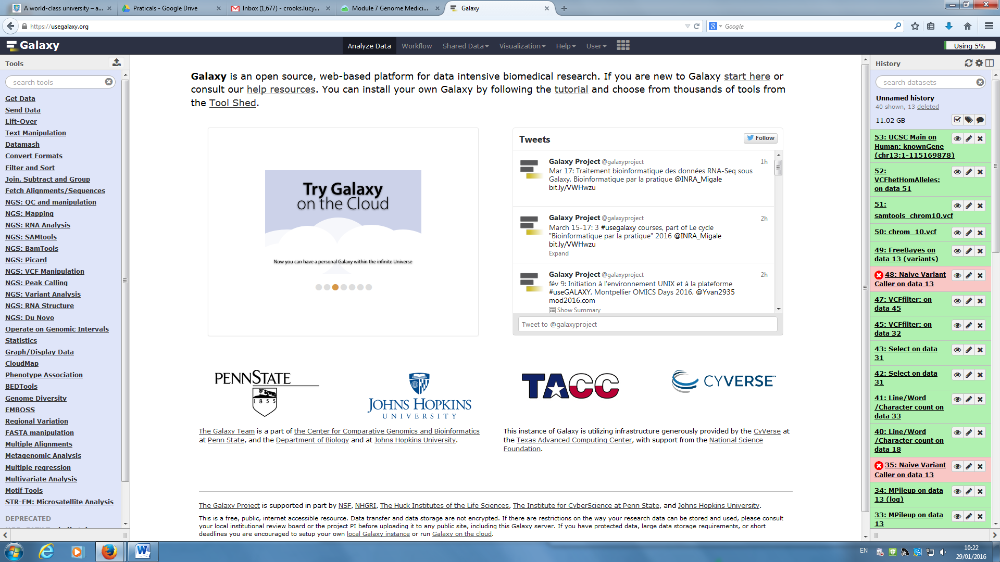 A world-class university – a...
Praticals - Google Drive
Inbox (1,677) - crooks.lucy...
Module 7 Genome Medici...
Galaxy
https://usegalaxy.org
Google
Galaxy
Analyze Data
Workflow
Shared Data
Visualization
Help
User
Using 5%
Tools
search tools
Get Data
Send Data
Lift-Over
Text Manipulation
Datamash
Convert Formats
Filter and Sort
Join, Subtract and Group
Fetch Alignments/Sequences
NGS: QC and manipulation
NGS: Mapping
NGS: RNA Analysis
NGS: SAMtools
NGS: BamTools
NGS: Picard
NGS: VCF Manipulation
NGS: Peak Calling
NGS: Variant Analysis
NGS: RNA Structure
NGS: Du Novo
Operate on Genomic Intervals
Statistics
Graph/Display Data
CloudMap
Phenotype Association
BEDTools
Genome Diversity
EMBOSS
Regional Variation
FASTA manipulation
Multiple Alignments
Metagenomic Analysis
Multiple regression
Multivariate Analysis
Motif Tools
STR-FM: Microsatellite Analysis
DEPRECATED
Galaxy is an open source, web-based platform for data intensive biomedical research. If you are new to Galaxy start here or
consult our help resources. You can install your own Galaxy by following the tutorial and choose from thousands of tools from
the Tool Shed.
Try Galaxy
on the Cloud
Now you can have a personal Galaxy within the infinite Universe
Tweets
Follow
Galaxy Project @galaxyproject 1h
Mar 17: Traitement bioinformatique des données RNA-Seq sous
Galaxy, Bioinformatique par la pratique @INRA_Migale
bit.ly/VWHwzu
Galaxy Project @galaxyproject 2h
March 15-17: 3 #usegalaxy courses, part of Le cycle
"Bioinformatique par la pratique" 2016 @INRA_Migale
bit.ly/VWHwzu
Expand
Galaxy Project @galaxyproject 2h
fév 9: Initiation à l'environnement UNIX et à la plateforme
#useGALAXY, Montpellier OMICS Days 2016, @Yvan2935
mod2016.com
Show Summary
Tweet to @galaxyproject
PENNSTATE
1855
JOHNS HOPKINS
UNIVERSITY
TACC
CYVERSE™
The Galaxy Team is a part of the Center for Comparative Genomics and Bioinformatics
at Penn State, and the Department of Biology and at Johns Hopkins University.
This instance of Galaxy is utilizing infrastructure generously provided by the CyVerse at
the Texas Advanced Computing Center, with support from the National Science
Foundation.
The Galaxy Project is supported in part by NSF, NHGRI, The Huck Institutes of the Life Sciences, The Institute for CyberScience at Penn State, and Johns Hopkins University.
This is a free, public, internet accessible resource. Data transfer and data storage are not encrypted. If there are restrictions on the way your research data can be stored and used, please consult
your local institutional review board or the project PI before uploading it to any public site, including this Galaxy server. If you have protected data, large data storage requirements, or short
deadlines you are encouraged to setup your own local Galaxy instance or run Galaxy on the cloud.
History
search datasets
Unnamed history
40 shown, 13 deleted
11.02 GB
53: UCSC Main on
Human: knownGene
(chr13:1-115169878)
52:
VCFhetHomAlleles:
on data 51
51:
samtools_chrom10.vcf
50: chrom_10.vcf
49: FreeBayes on
data 13 (variants)
48: Naive Variant
Caller on data 13
47: VCFfilter: on
data 45
45: VCFfilter: on
data 32
43: Select on data
31
42: Select on data
31
41: Line/Word
/Character count on
data 33
40: Line/Word
/Character count on
data 18
35: Naive Variant
Caller on data 13
34: MPileup on data
13 (log)
33: MPileup on data
13
EN
10:22
29/01/2016